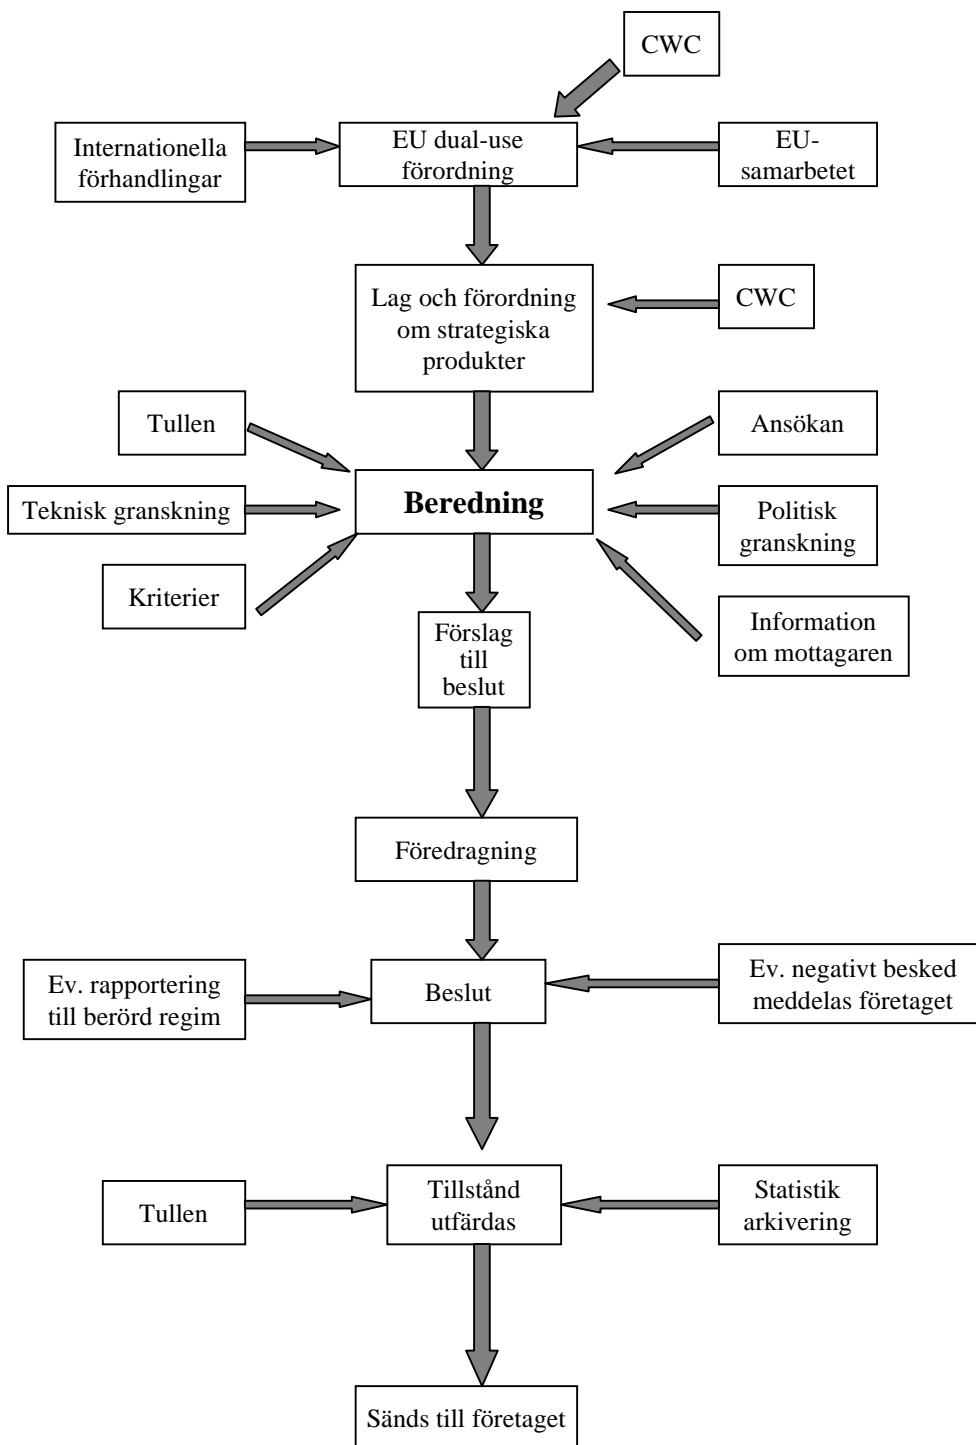 CWC
Internationella
förhandlingar
EU dual-use
förordning
EU-
samarbetet
Lag och förordning
om strategiska
produkter
CWC
Tullen
Ansökan
Teknisk granskning
Beredning
Politisk
granskning
Kriterier
Förslag
till
beslut
Information
om mottagaren
Föredragning
Ev. rapportering
till berörd regim
Beslut
Ev. negativt besked
meddelas företaget
Tullen
Tillstånd
utfärdas
Statistik
arkivering
Sänds till företaget